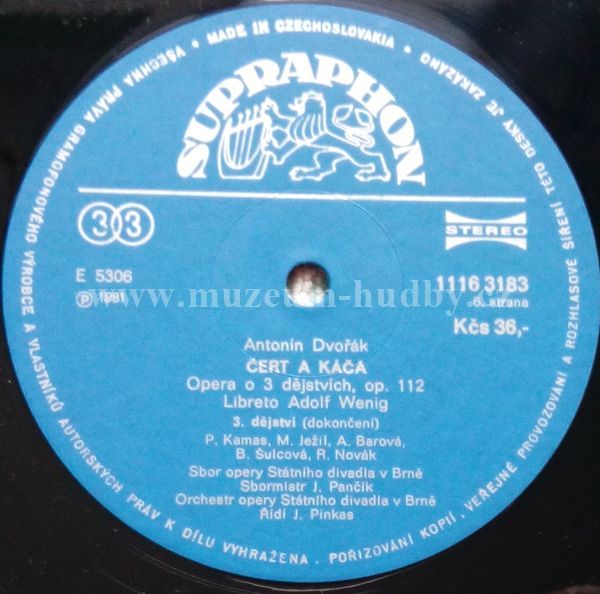 VŠECHNA PRÁVA GRAMOFONOVÉHO VÝROBCE A VLASTNÍKŮ AUTORSKÝCH PRÁV K DÍLU VYHRAŽENA. POŘIZOVÁNÍ KOPIÍ, VEŘEJNÉ PROVOZOVÁNÍ A ROZHLASOVÉ ŠÍŘENÍ TÉTO DESKY JE ZAKÁZÁNO
• MADE IN CZECHOSLOVAKIA •
SUPRAPHON
33
STEREO
E 5306
1116 3183
Ⓟ 1981
6. strana
www.muzeum-hudby.cz
Kčs 36,-
Antonín Dvořák
ČERT A KÁČA
Opera o 3 dějstvích, op. 112
Libreto Adolf Wenig
3. dějství (dokončení)
P. Kamas, M. Ježil, A. Barová,
B. Šulcová, R. Novák
Sbor opery Státního divadla v Brně
Sbormistr J. Pančík
Orchestr opery Státního divadla v Brně
Řídí J. Pinkas